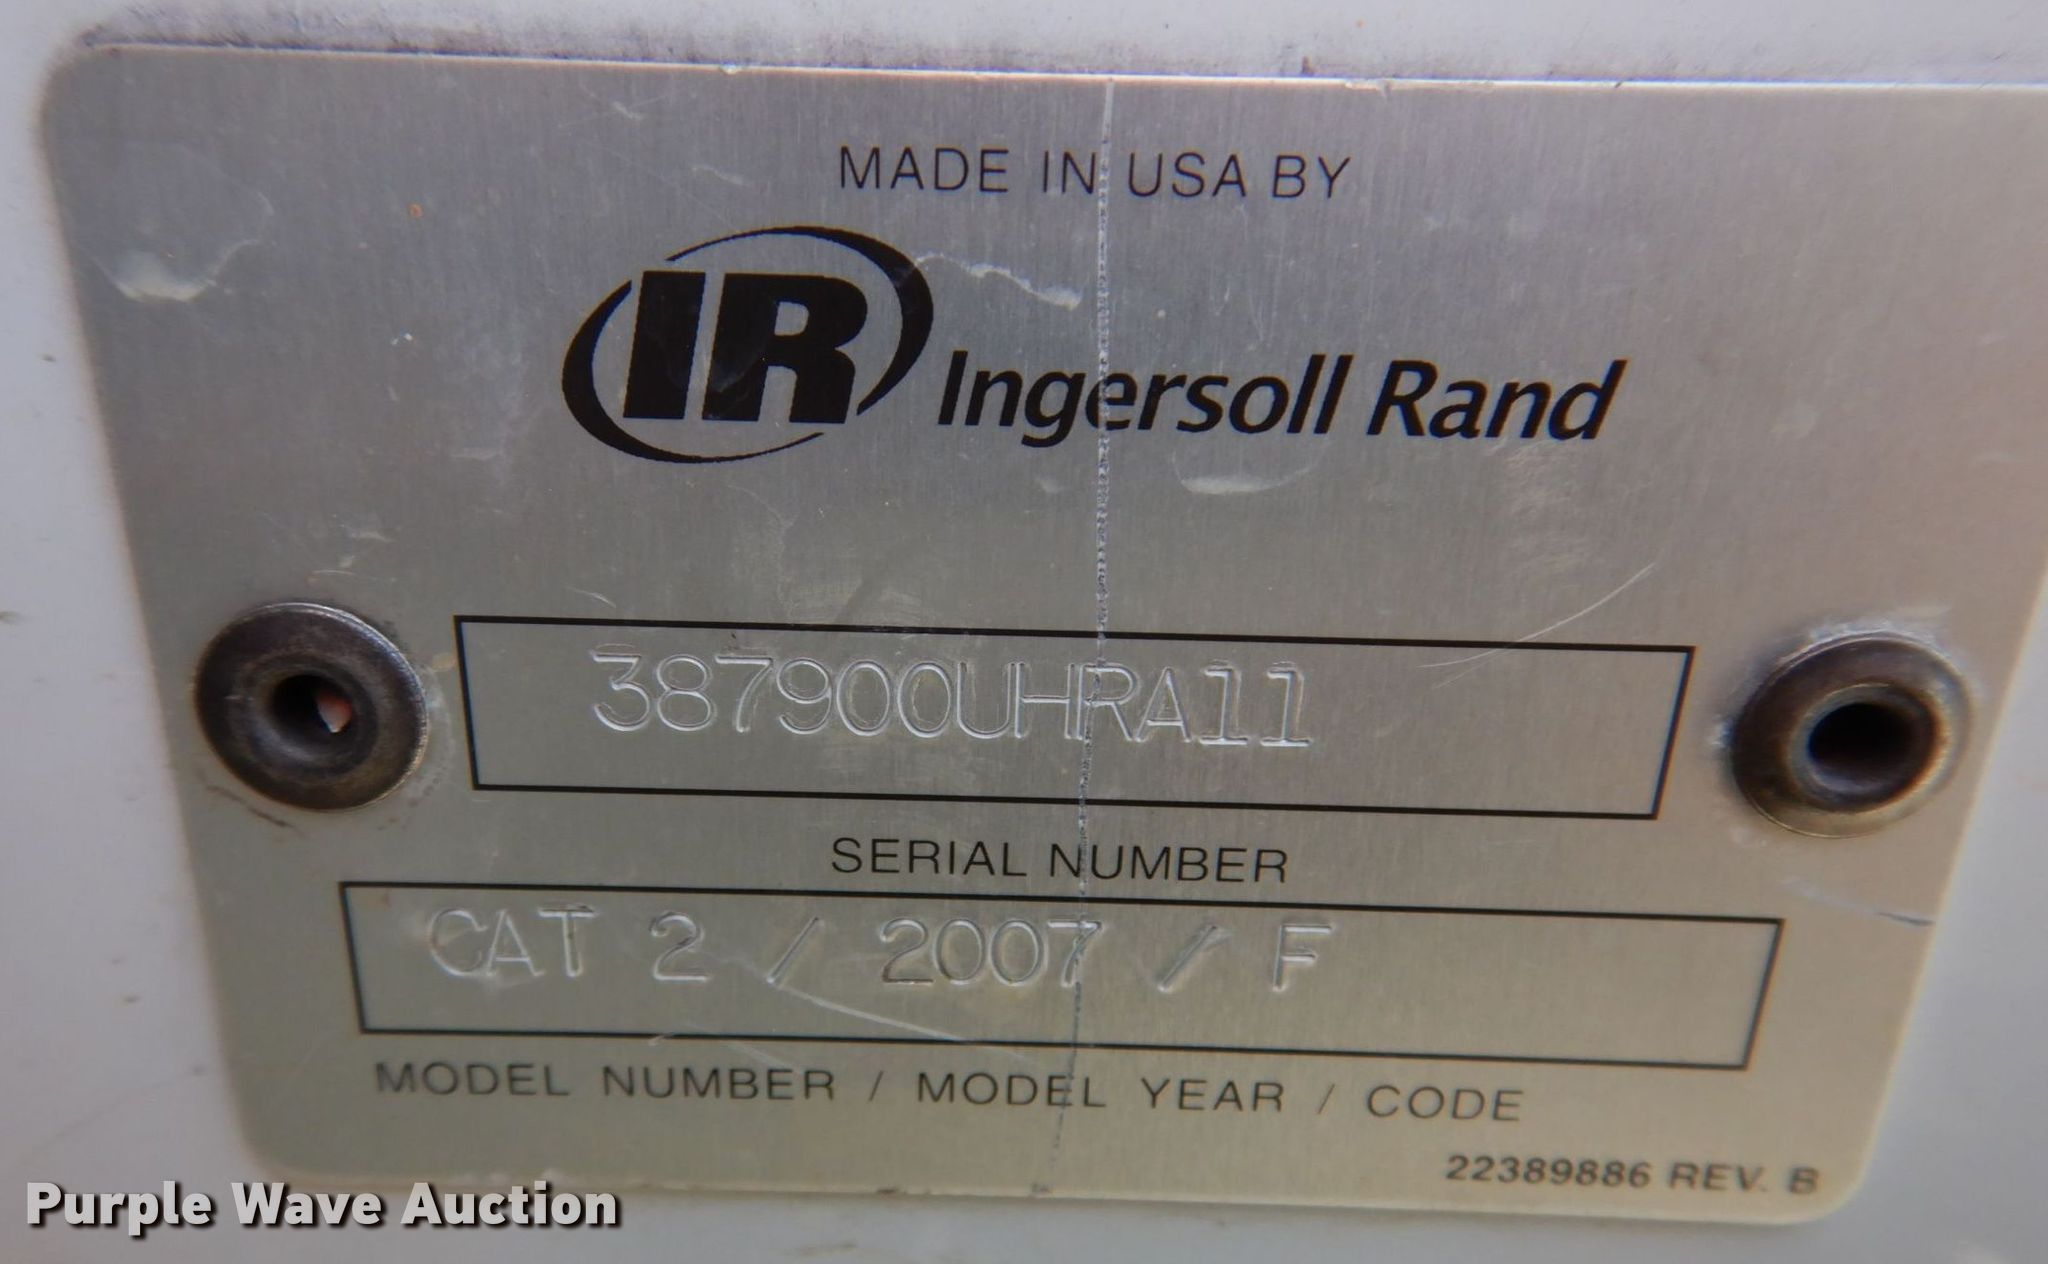 MADE IN USA BY
IR Ingersoll Rand
387900UHRA11
SERIAL NUMBER
CAT 2 / 2007 / F
MODEL NUMBER / MODEL YEAR / CODE
22389886 REV. B
Purple Wave Auction